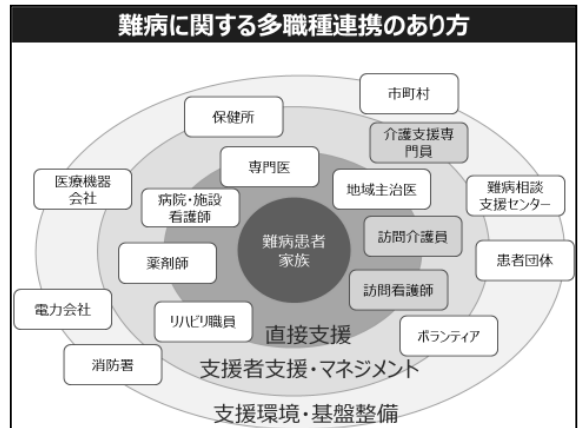 難病に関する多職種連携のあり方
市町村
保健所
介護支援専
門員
専門医
医療機器
会社
地域主治医
難病相談
支援センター
病院・施設
看護師
難病患者
家族
訪問介護員
薬剤師
患者団体
訪問看護師
電力会社
リハビリ職員
ボランティア
直接支援
消防署
支援者支援・マネジメント
支援環境・基盤整備